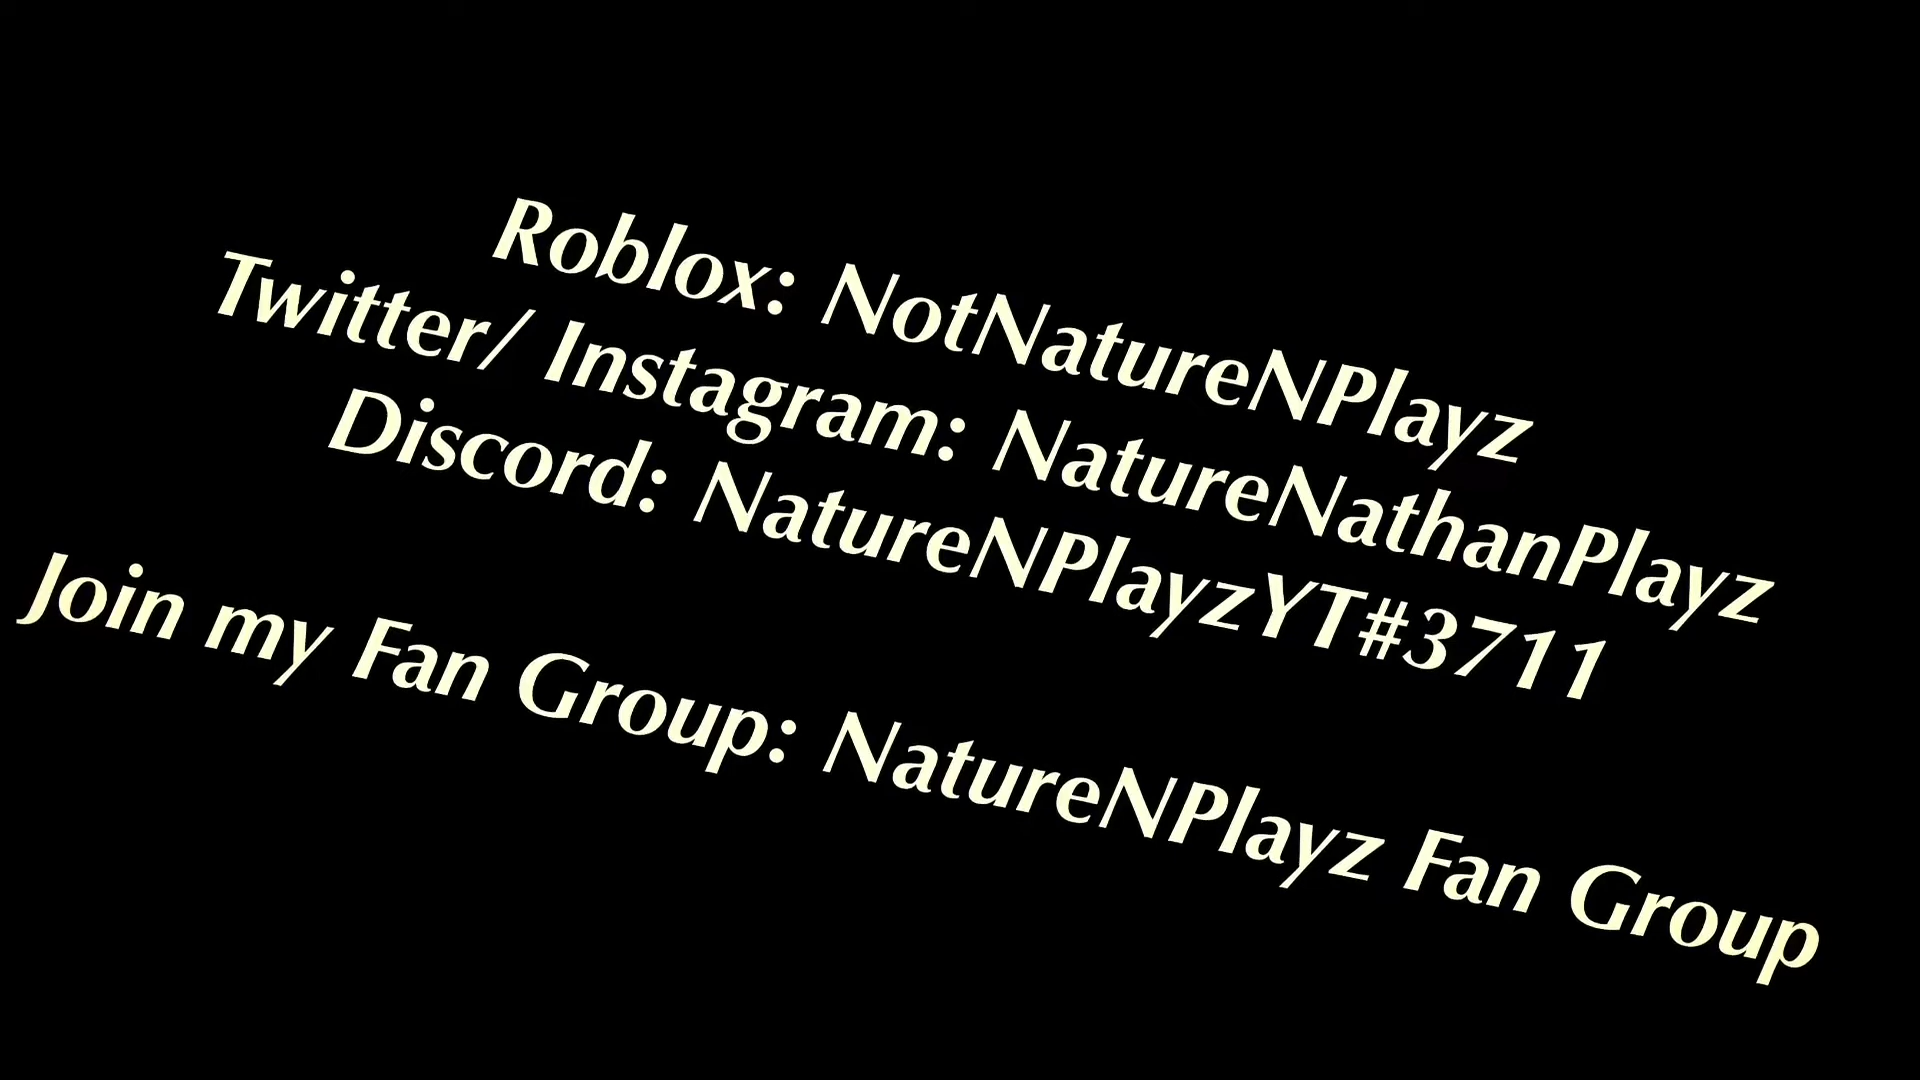 Roblox: NotNatureNPlayz
Twitter/ Instagram: NatureNathanPlayz
Discord: NatureNPlayzYT#3711
Join my Fan Group: NatureNPlayz Fan Group